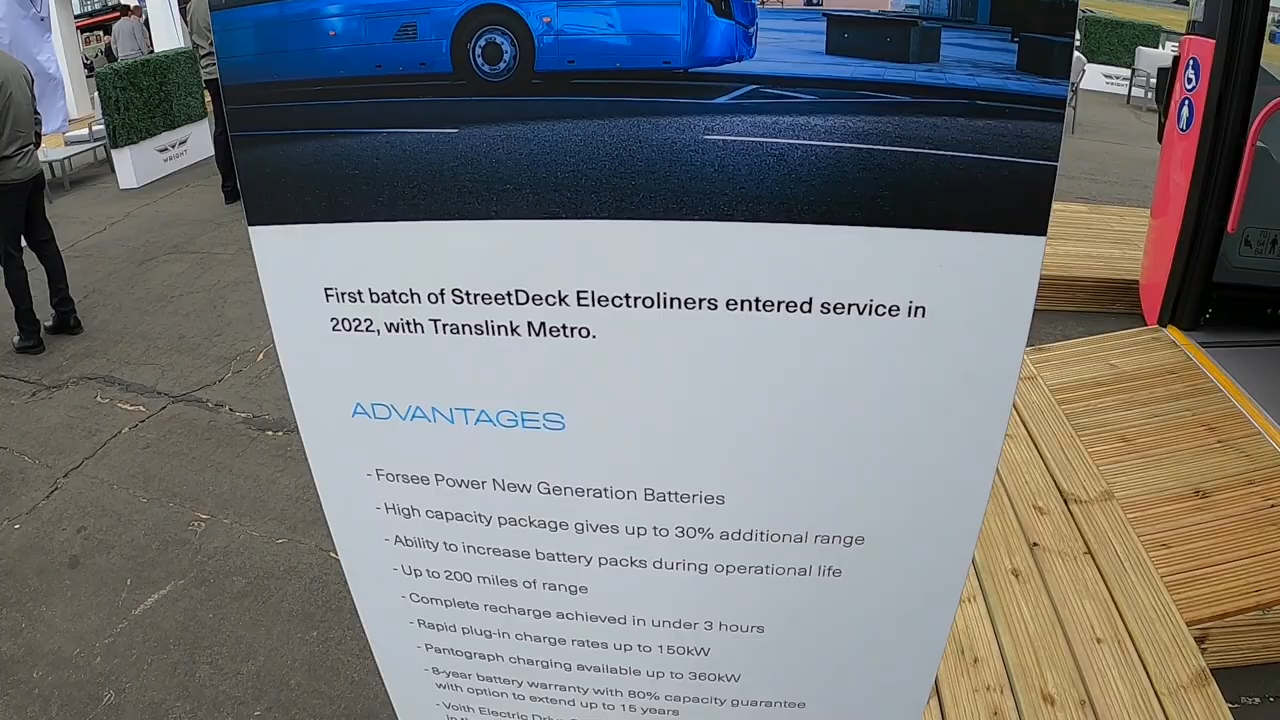 WRIGHT
WRIGHT
First batch of StreetDeck Electroliners entered service in
2022, with Translink Metro.
ADVANTAGES
- Forsee Power New Generation Batteries
- High capacity package gives up to 30% additional range
- Ability to increase battery packs during operational life
- Up to 200 miles of range
- Complete recharge achieved in under 3 hours
- Rapid plug-in charge rates up to 150kW
- Pantograph charging available up to 360kW
- 8-year battery warranty with 80% capacity guarantee
with option to extend up to 15 years
- Voith Electric